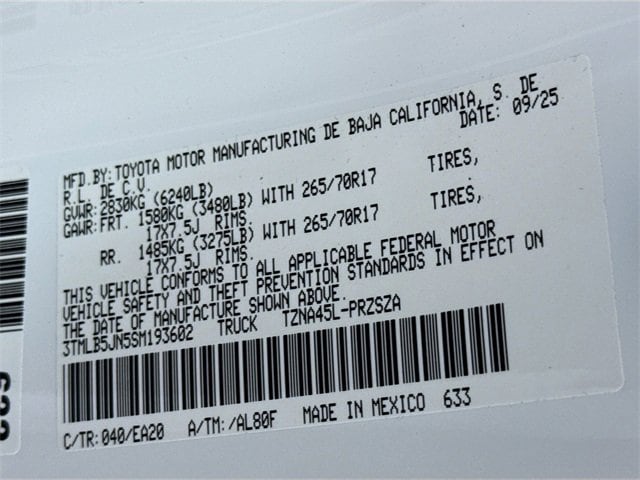 MFD.BY:TOYOTA MOTOR MANUFACTURING DE BAJA CALIFORNIA, S. DE
R.L. DE C.V. DATE: 09/25
GVWR:2830KG (6240LB)
GAWR:FRT. 1580KG (3480LB) WITH 265/70R17 TIRES,
17X7.5J RIMS.
RR. 1485KG (3275LB) WITH 265/70R17 TIRES,
17X7.5J RIMS.
THIS VEHICLE CONFORMS TO ALL APPLICABLE FEDERAL MOTOR
VEHICLE SAFETY AND THEFT PREVENTION STANDARDS IN EFFECT ON
THE DATE OF MANUFACTURE SHOWN ABOVE.
3TMLB5JN5SM193602 TRUCK TZNA45L-PRZSZA
C/TR:040/EA20 A/TM:/AL80F MADE IN MEXICO 633